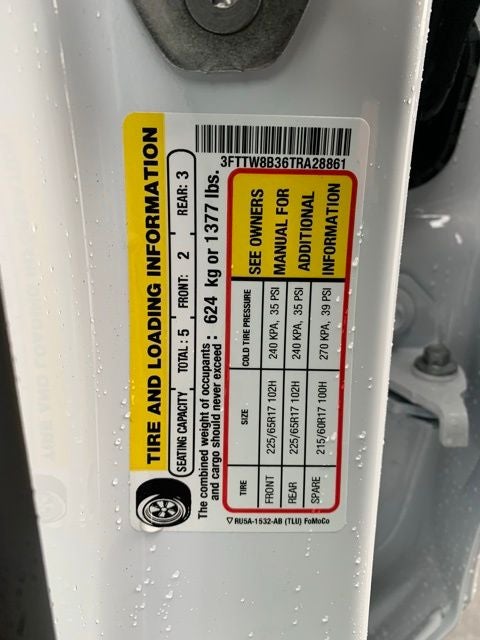 3FTTW8B36TRA28861
TIRE AND LOADING INFORMATION
SEATING CAPACITY TOTAL : 5 FRONT: 2 REAR: 3
The combined weight of occupants
and cargo should never exceed : 624 kg or 1377 lbs.
TIRE SIZE COLD TIRE PRESSURE
FRONT 225/65R17 102H 240 KPA, 35 PSI
REAR 225/65R17 102H 240 KPA, 35 PSI
SPARE 215/60R17 100H 270 KPA, 39 PSI
SEE OWNERS
MANUAL FOR
ADDITIONAL
INFORMATION
▽ RU5A-1532-AB (TLU) FoMoCo